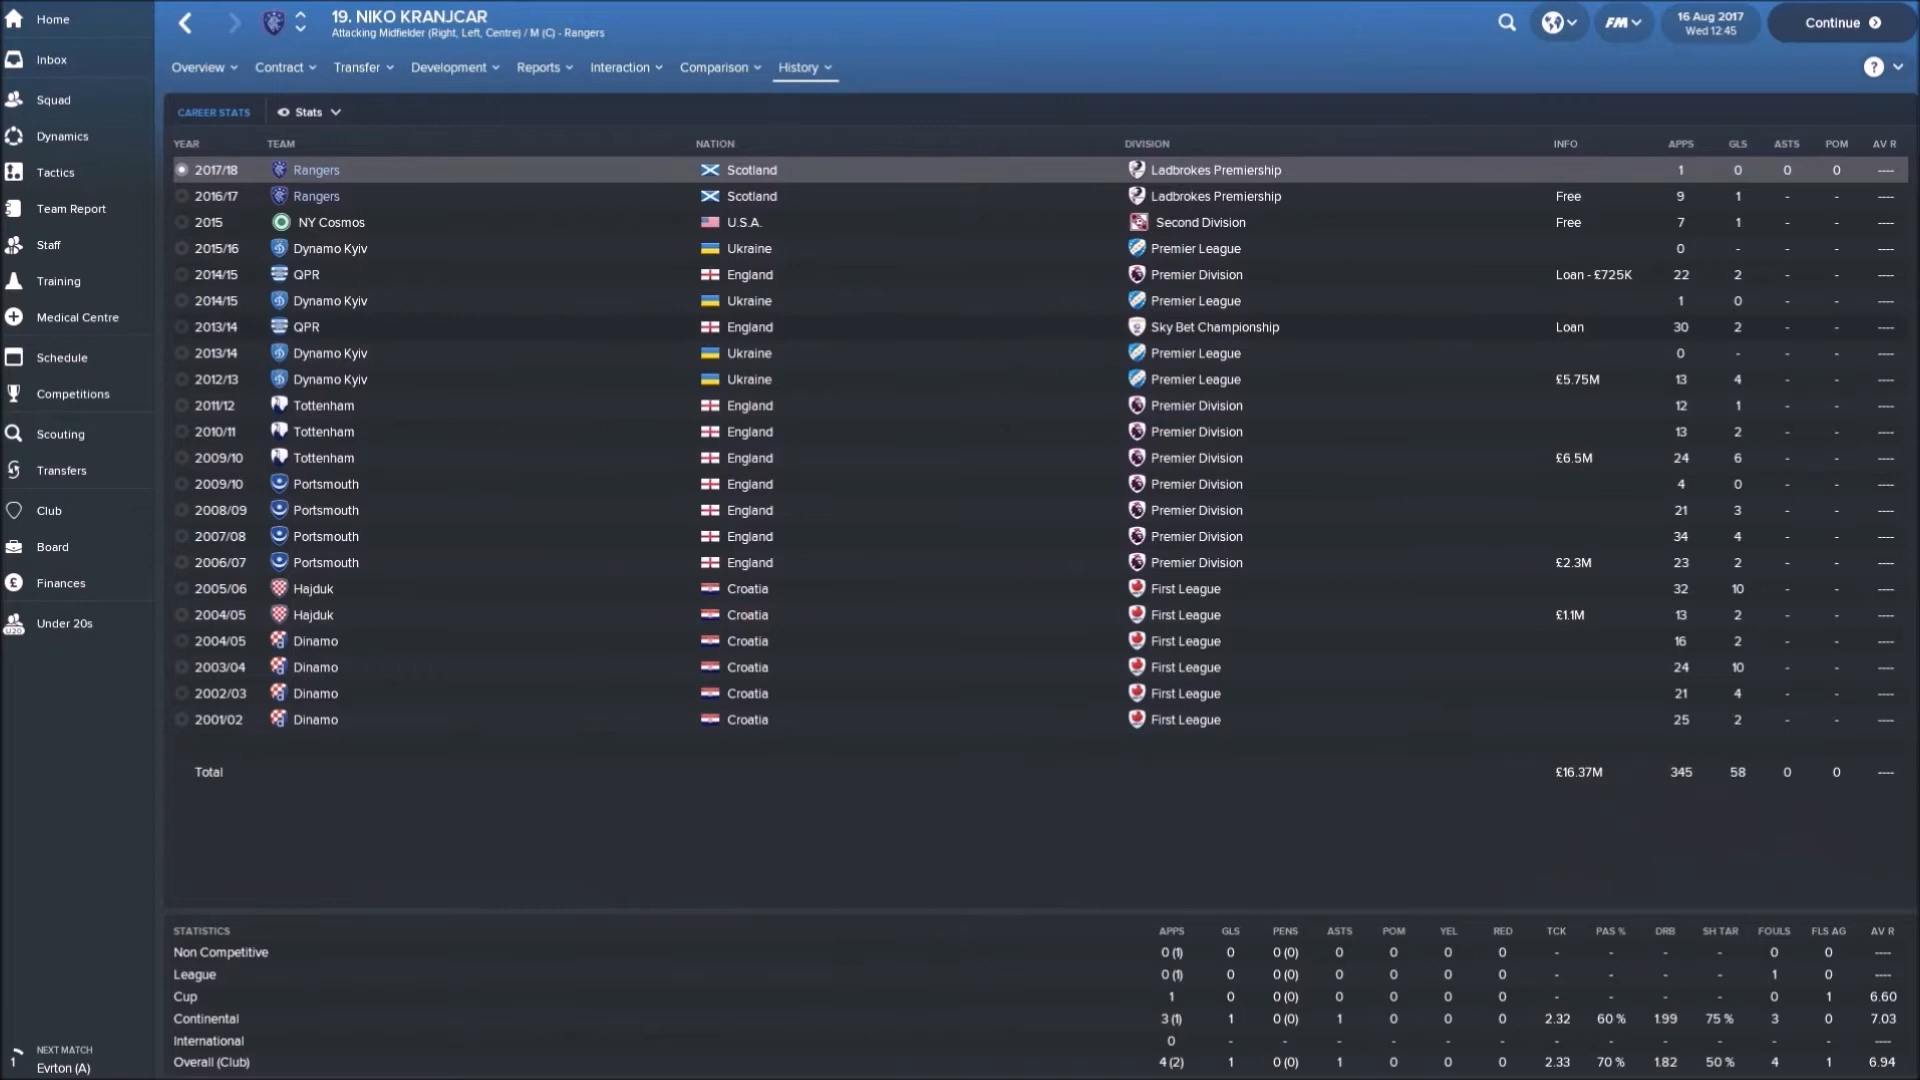 Home
Inbox
Squad
Dynamics
Tactics
Team Report
Staff
Training
Medical Centre
Schedule
Competitions
Scouting
Transfers
Club
Board
Finances
Under 20s
NEXT MATCH
Evrton (A)
19. NIKO KRANJCAR
Attacking Midfielder (Right, Left, Centre) / M (C) - Rangers
FM
16 Aug 2017
Wed 12:45
Continue
Overview Contract Transfer Development Reports Interaction Comparison History
CAREER STATS Stats
YEAR TEAM NATION DIVISION INFO APPS GLS ASTS POM AV R
2017/18 Rangers Scotland Ladbrokes Premiership 1 0 0 0 ----
2016/17 Rangers Scotland Ladbrokes Premiership Free 9 1 - - ----
2015 NY Cosmos U.S.A. Second Division Free 7 1 - - ----
2015/16 Dynamo Kyiv Ukraine Premier League 0 - - - ----
2014/15 QPR England Premier Division Loan - £725K 22 2 - - ----
2014/15 Dynamo Kyiv Ukraine Premier League 1 0 - - ----
2013/14 QPR England Sky Bet Championship Loan 30 2 - - ----
2013/14 Dynamo Kyiv Ukraine Premier League 0 - - - ----
2012/13 Dynamo Kyiv Ukraine Premier League £5.75M 13 4 - - ----
2011/12 Tottenham England Premier Division 12 1 - - ----
2010/11 Tottenham England Premier Division 13 2 - - ----
2009/10 Tottenham England Premier Division £6.5M 24 6 - - ----
2009/10 Portsmouth England Premier Division 4 0 - - ----
2008/09 Portsmouth England Premier Division 21 3 - - ----
2007/08 Portsmouth England Premier Division 34 4 - - ----
2006/07 Portsmouth England Premier Division £2.3M 23 2 - - ----
2005/06 Hajduk Croatia First League 32 10 - - ----
2004/05 Hajduk Croatia First League £1.1M 13 2 - - ----
2004/05 Dinamo Croatia First League 16 2 - - ----
2003/04 Dinamo Croatia First League 24 10 - - ----
2002/03 Dinamo Croatia First League 21 4 - - ----
2001/02 Dinamo Croatia First League 25 2 - - ----
Total £16.37M 345 58 0 0 ----
STATISTICS APPS GLS PENS ASTS POM YEL RED TCK PAS % DRB SH TAR FOULS FLS AG AV R
Non Competitive 0 (1) 0 0 (0) 0 0 0 0 - - - - 0 0 ----
League 0 (1) 0 0 (0) 0 0 0 0 - - - - 1 0 ----
Cup 1 0 0 (0) 0 0 0 0 - - - - 0 1 6.60
Continental 3 (1) 1 0 (0) 1 0 0 0 2.32 60 % 1.99 75 % 3 0 7.03
International 0 - - - - - - - - - - - - ----
Overall (Club) 4 (2) 1 0 (0) 1 0 0 0 2.33 70 % 1.82 50 % 4 1 6.94